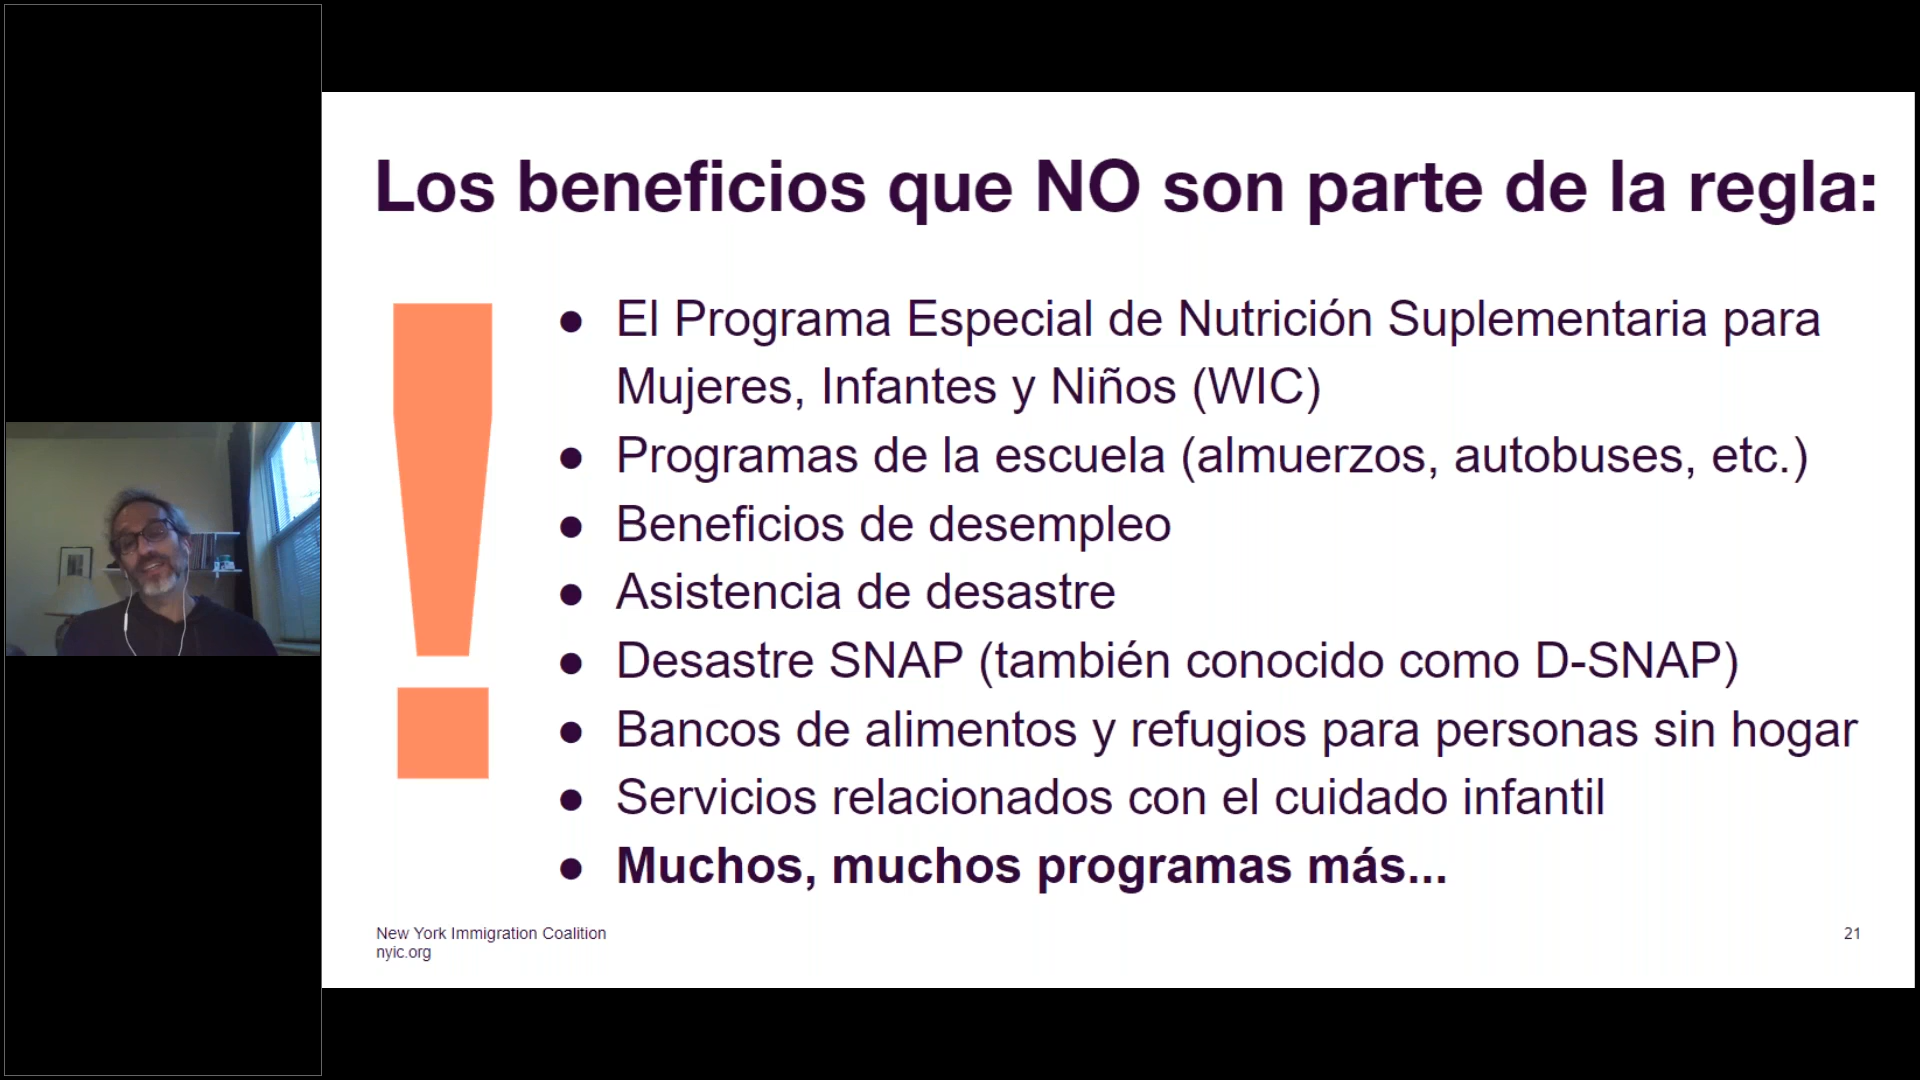 Los beneficios que NO son parte de la regla:
● El Programa Especial de Nutrición Suplementaria para
Mujeres, Infantes y Niños (WIC)
● Programas de la escuela (almuerzos, autobuses, etc.)
● Beneficios de desempleo
● Asistencia de desastre
● Desastre SNAP (también conocido como D-SNAP)
● Bancos de alimentos y refugios para personas sin hogar
● Servicios relacionados con el cuidado infantil
● Muchos, muchos programas más...
New York Immigration Coalition
nyic.org
21